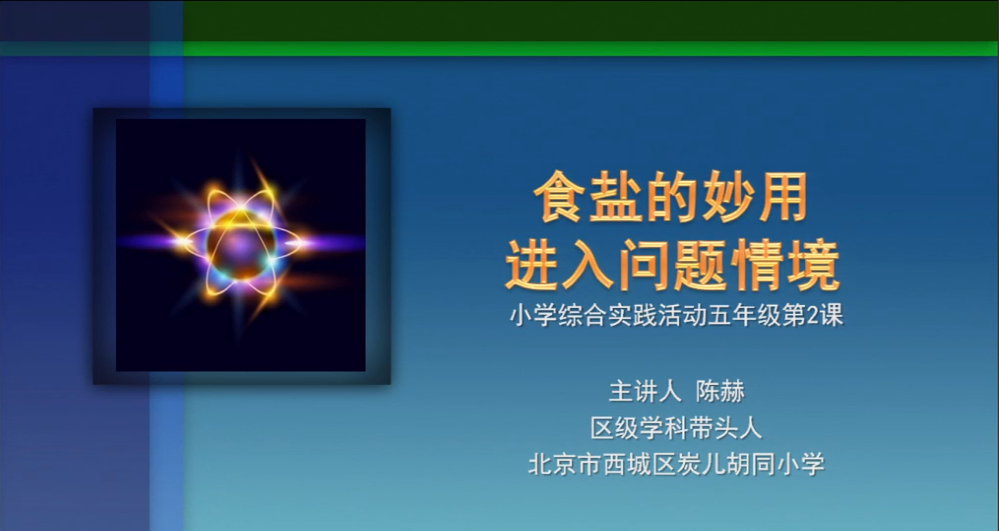 食盐的妙用
进入问题情境
小学综合实践活动五年级第2课
主讲人 陈赫
区级学科带头人
北京市西城区炭儿胡同小学